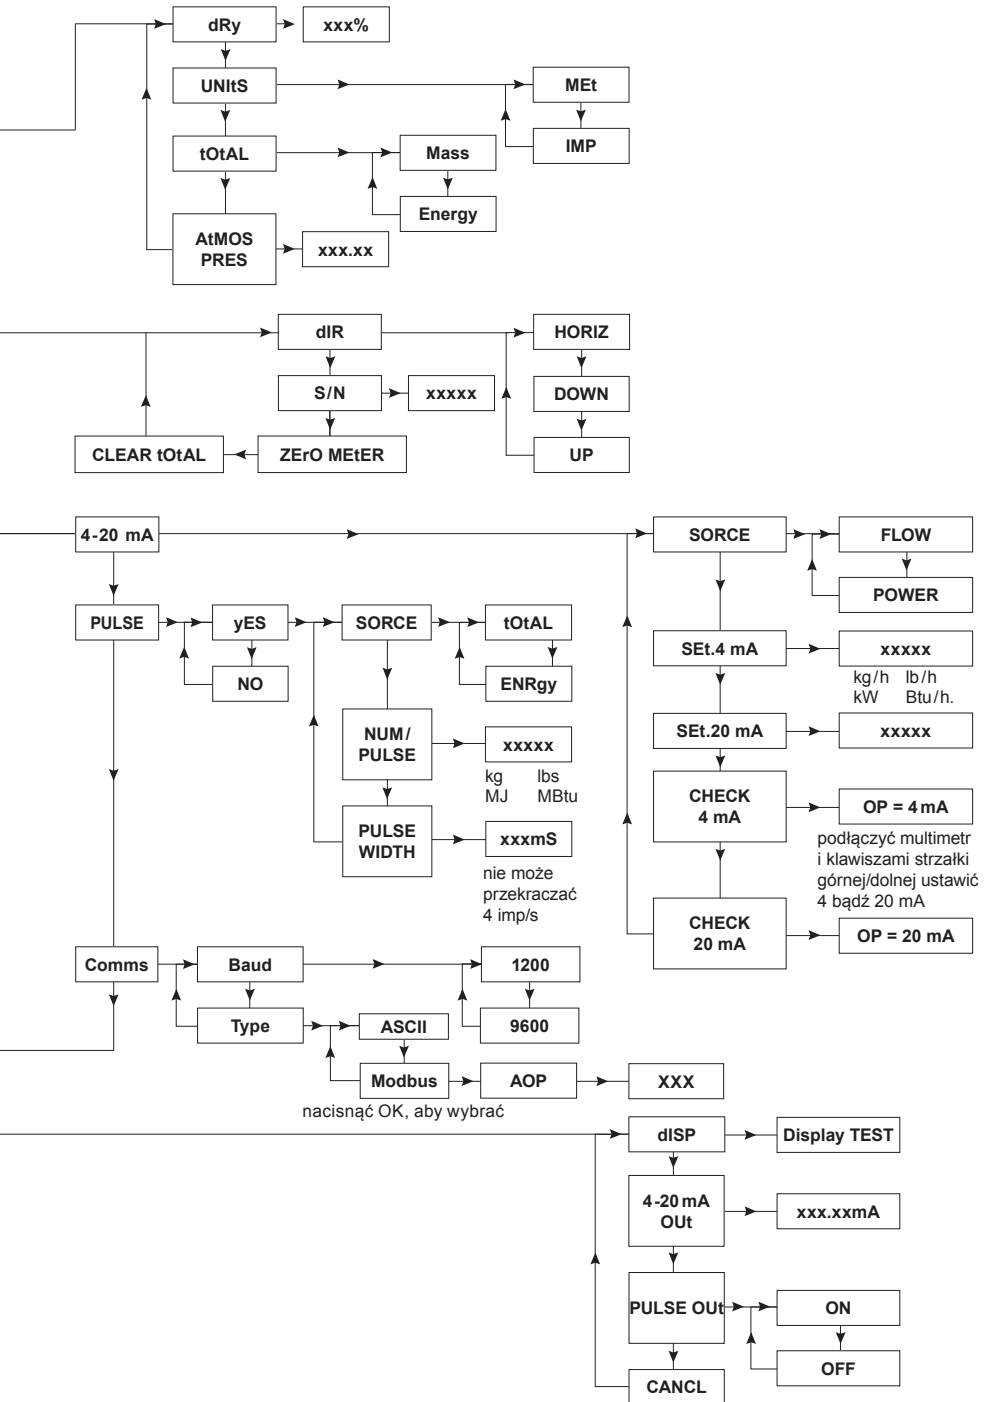 dRy
xxx%
UNItS
MEt
IMP
tOtAL
Mass
Energy
AtMOS
PRES
xxx.xx
dIR
HORIZ
S/N
xxxxx
DOWN
CLEAR tOtAL
ZErO MEtER
UP
4-20 mA
SORCE
FLOW
POWER
PULSE
yES
SORCE
tOtAL
NO
ENRgy
SEt.4 mA
xxxxx
kg/h lb/h
kW Btu/h.
NUM/
PULSE
xxxxx
kg lbs
MJ MBtu
SEt.20 mA
xxxxx
PULSE
WIDTH
xxxmS
nie może
przekraczać
4 imp/s
CHECK
4 mA
OP = 4 mA
podłączyć multimetr
i klawiszami strzałki
górnej/dolnej ustawić
4 bądź 20 mA
CHECK
20 mA
OP = 20 mA
Comms
Baud
1200
Type
ASCII
9600
Modbus
AOP
XXX
nacisnąć OK, aby wybrać
dISP
Display TEST
4-20 mA
OUt
xxx.xxmA
PULSE OUt
ON
OFF
CANCL